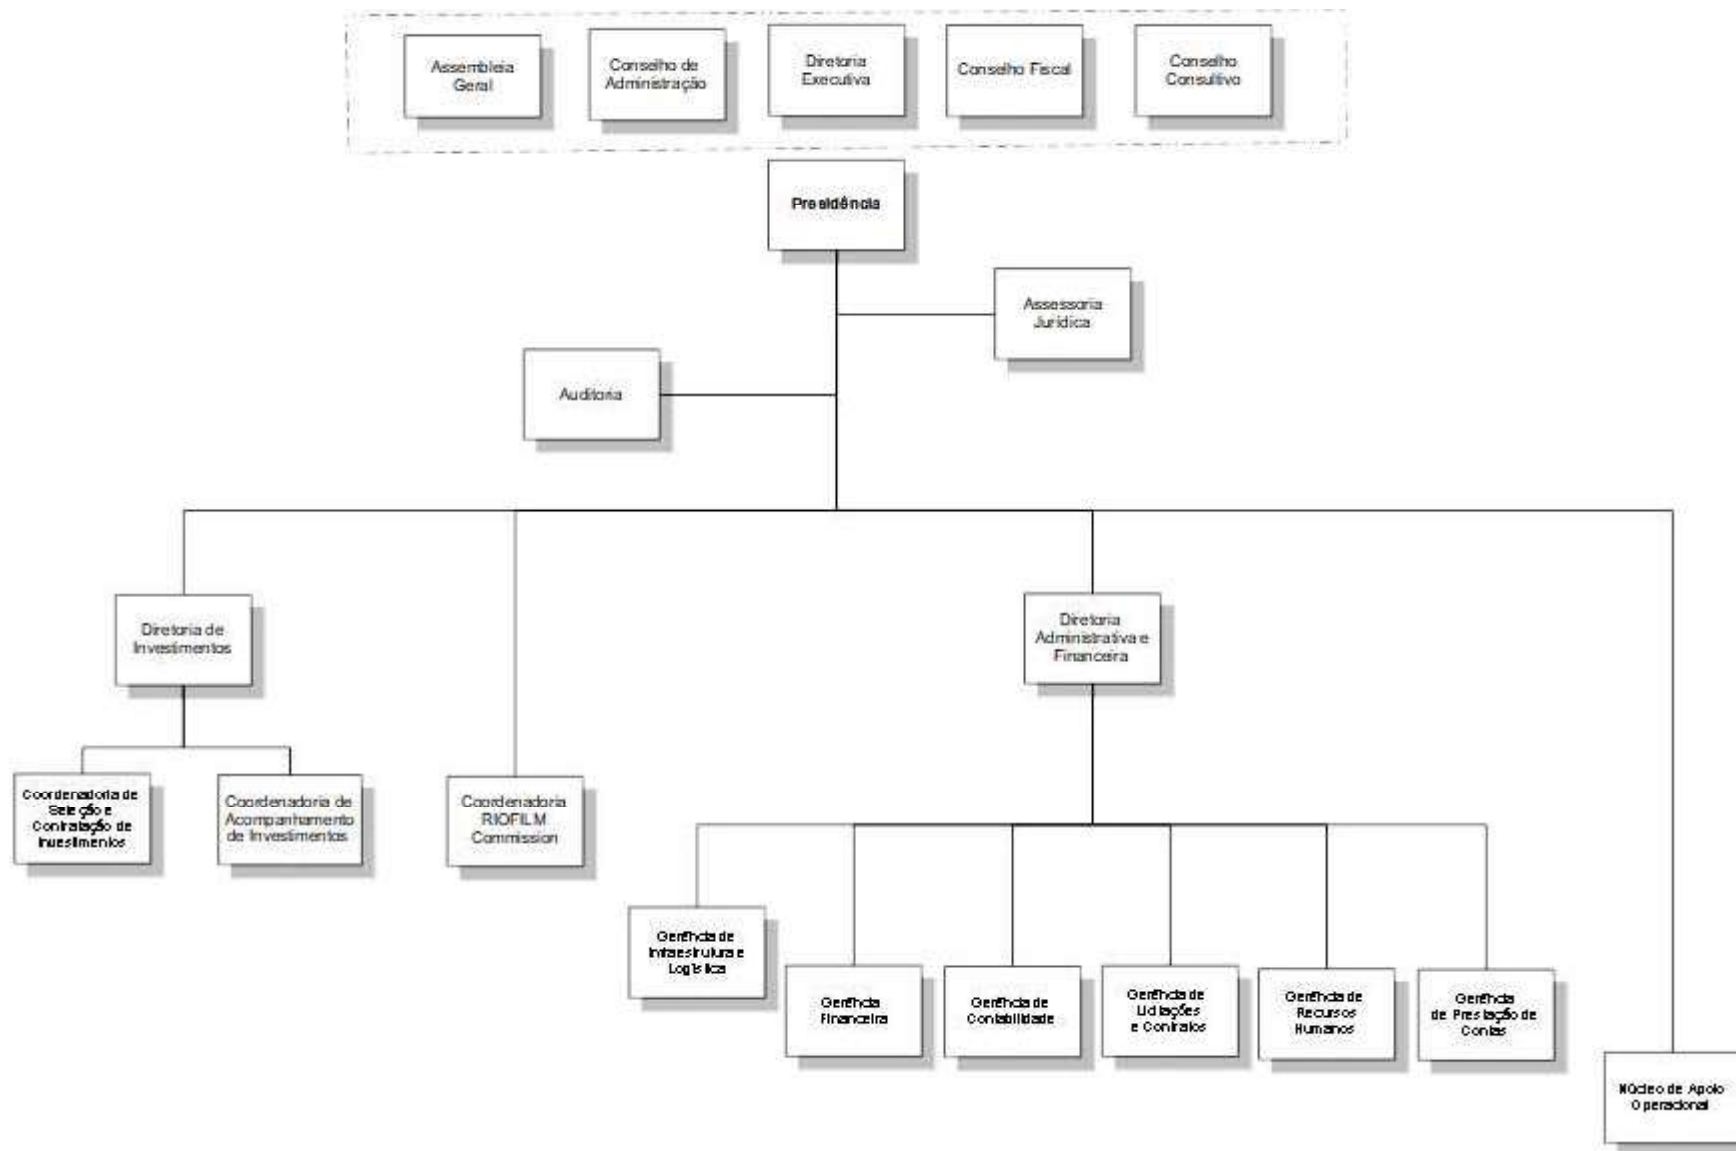 Assembleia
Geral
Conselho de
Administração
Diretoria
Executiva
Conselho Fiscal
Conselho
Consultivo
Presidência
Assessoria
Jurídica
Auditoria
Diretoria de
Investimentos
Diretoria
Administrativa e
Financeira
Coordenadoria de
Seleção e
Contratação de
Investimentos
Coordenadoria de
Acompanhamento
de Investimentos
Coordenadoria
RIOFILM
Commission
Gerência de
Infraestrutura e
Logística
Gerência
Financeira
Gerência de
Contabilidade
Gerência de
Licitações
e Contratos
Gerência de
Recursos
Humanos
Gerência
de Prestação de
Contas
Núcleo de Apoio
Operacional